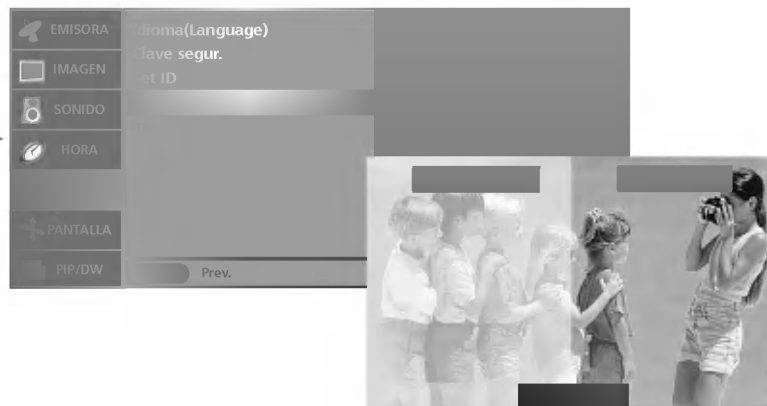 EMISORA
IMAGEN
SONIDO
HORA
PANTALLA
PIP/DW
Idioma(Language)
Clave segur.
Set ID
Prev.